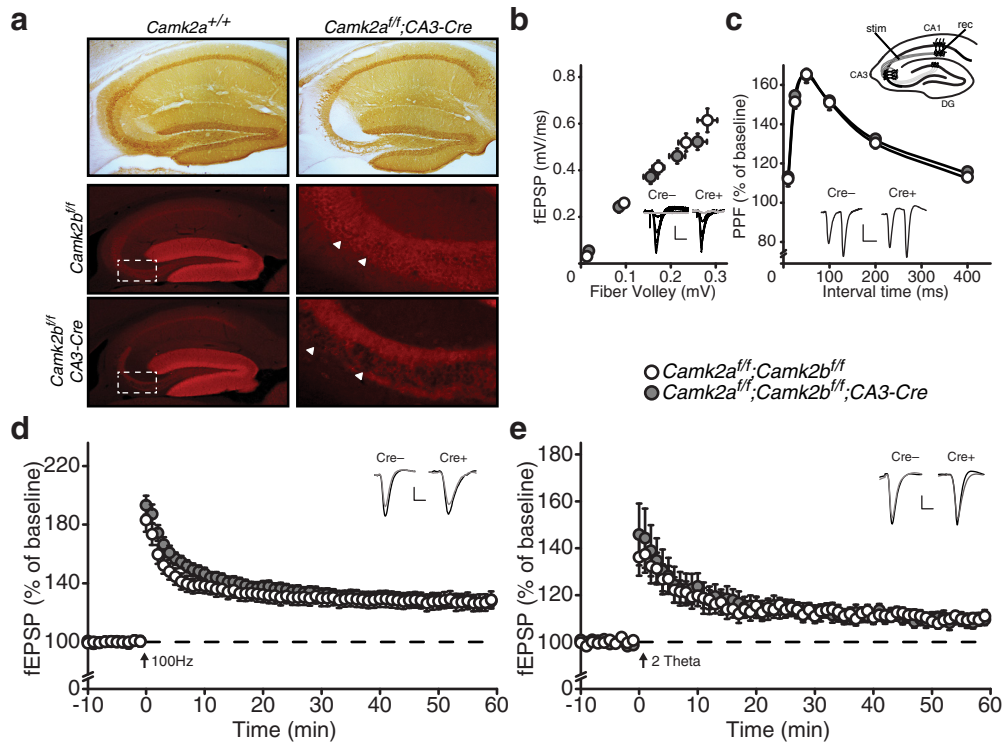 a
Camk2a+/+
Camk2af/f;CA3-Cre
Camk2bf/f
Camk2bf/f
CA3-Cre
b
fEPSP (mV/ms)
0.8
0.6
0.4
0.2
0
0
0.1
0.2
0.3
Fiber Volley (mV)
Cre–
Cre+
c
stim
CA1
rec
CA3
DG
PPF (% of baseline)
160
140
120
100
80
0
100
200
300
400
Interval time (ms)
Cre–
Cre+
Camk2af/f;Camk2bf/f
Camk2af/f;Camk2bf/f;CA3-Cre
d
fEPSP (% of baseline)
220
180
140
100
0
100Hz
Cre–
Cre+
-10
0
10
20
30
40
50
60
Time (min)
e
fEPSP (% of baseline)
180
160
140
120
100
0
2 Theta
Cre–
Cre+
-10
0
10
20
30
40
50
60
Time (min)